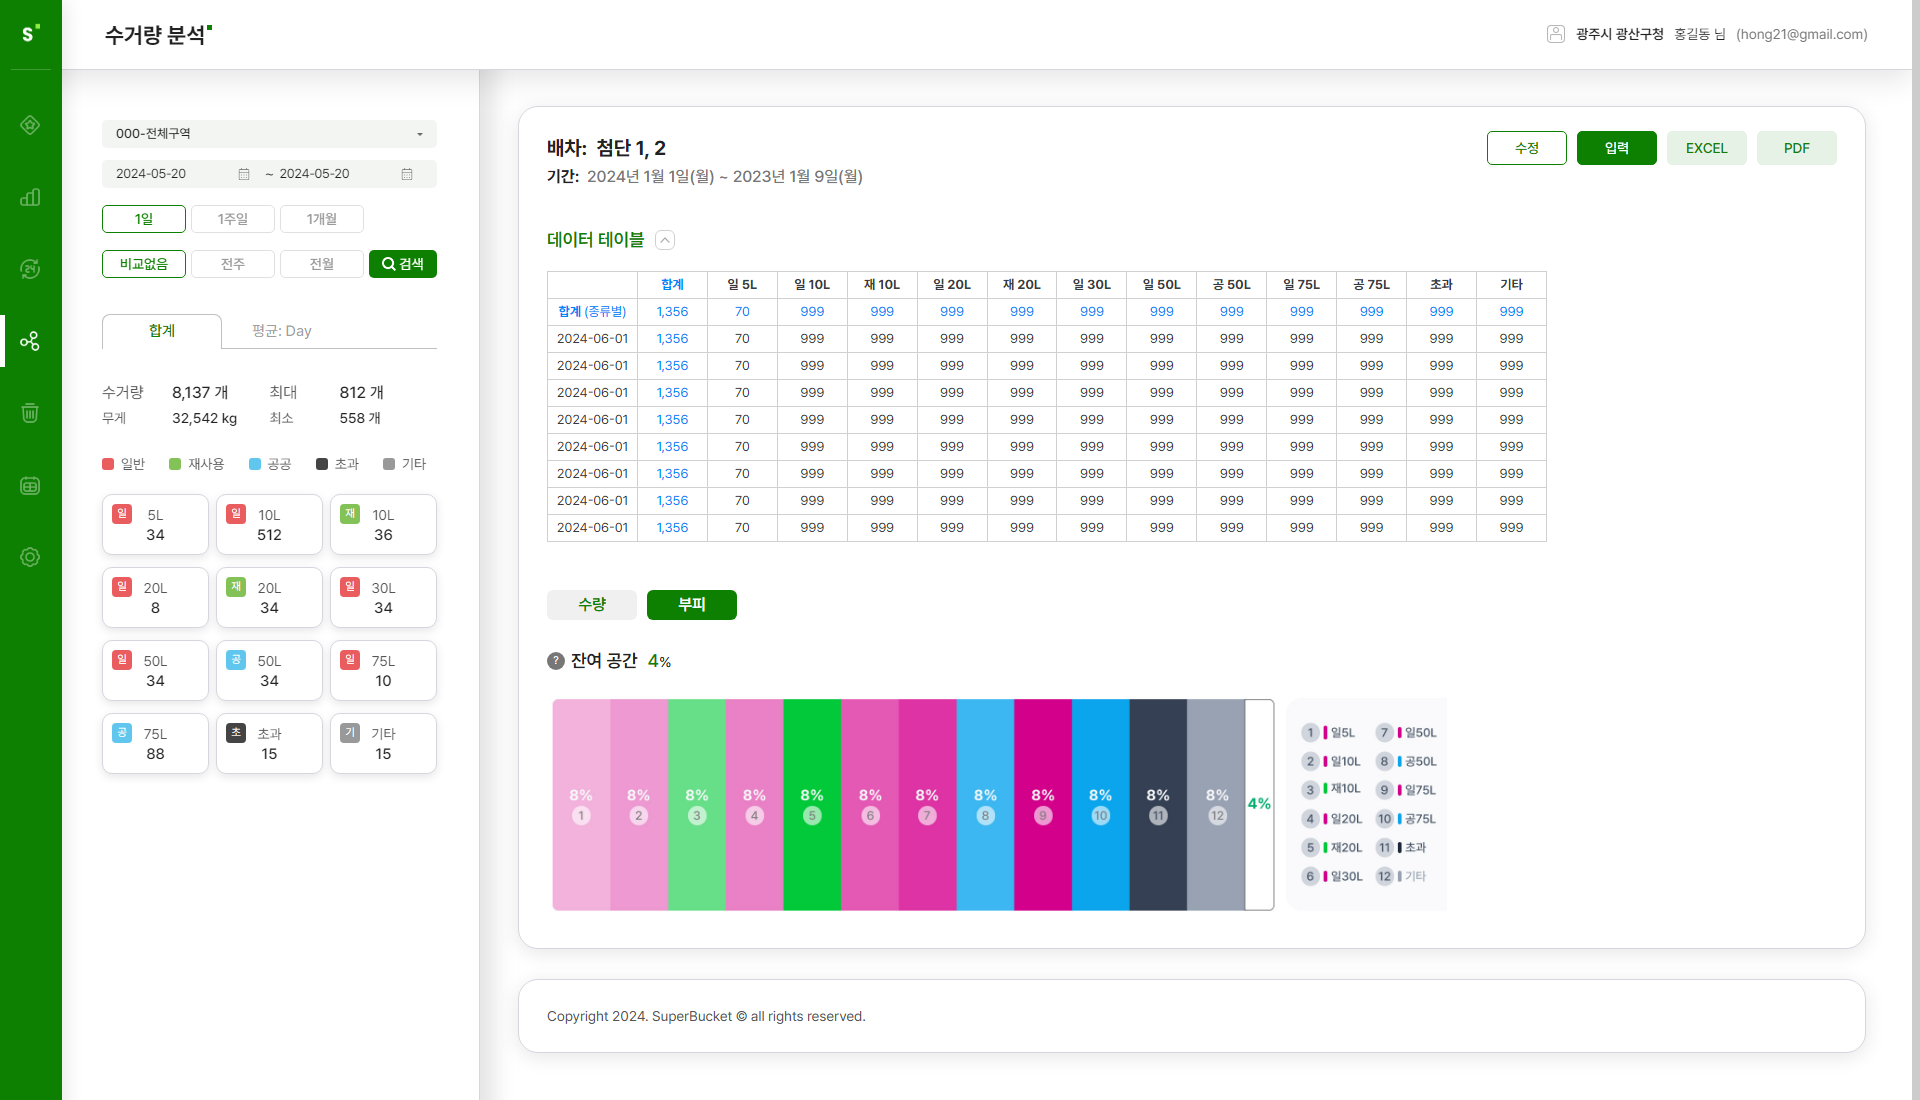 S
수거량 분석
광주시 광산구청 홍길동 님 (hong21@gmail.com)
000-전체구역
2024-05-20 ~ 2024-05-20
1일 1주일 1개월
비교없음 전주 전월 검색
합계 평균: Day
수거량 8,137 개 최대 812 개
무게 32,542 kg 최소 558 개
일반 재사용 공공 초과 기타
일 5L 일 10L 재 10L
34 512 36
일 20L 재 20L 일 30L
8 34 34
일 50L 공 50L 일 75L
34 34 10
공 75L 초 초과 기 기타
88 15 15
배차: 첨단 1, 2
수정 입력 EXCEL PDF
기간: 2024년 1월 1일(월) ~ 2023년 1월 9일(월)
데이터 테이블
합계 일 5L 일 10L 재 10L 일 20L 재 20L 일 30L 일 50L 공 50L 일 75L 공 75L 초과 기타
합계 (종류별) 1,356 70 999 999 999 999 999 999 999 999 999 999 999
2024-06-01 1,356 70 999 999 999 999 999 999 999 999 999 999 999
2024-06-01 1,356 70 999 999 999 999 999 999 999 999 999 999 999
2024-06-01 1,356 70 999 999 999 999 999 999 999 999 999 999 999
2024-06-01 1,356 70 999 999 999 999 999 999 999 999 999 999 999
2024-06-01 1,356 70 999 999 999 999 999 999 999 999 999 999 999
2024-06-01 1,356 70 999 999 999 999 999 999 999 999 999 999 999
2024-06-01 1,356 70 999 999 999 999 999 999 999 999 999 999 999
2024-06-01 1,356 70 999 999 999 999 999 999 999 999 999 999 999
수량 부피
? 잔여 공간 4%
8% 8% 8% 8% 8% 8% 8% 8% 8% 8% 8% 8% 4%
1 2 3 4 5 6 7 8 9 10 11 12
1 일5L 7 일50L
2 일10L 8 공50L
3 재10L 9 일75L
4 일20L 10 공75L
5 재20L 11 초과
6 일30L 12 기타
Copyright 2024. SuperBucket © all rights reserved.